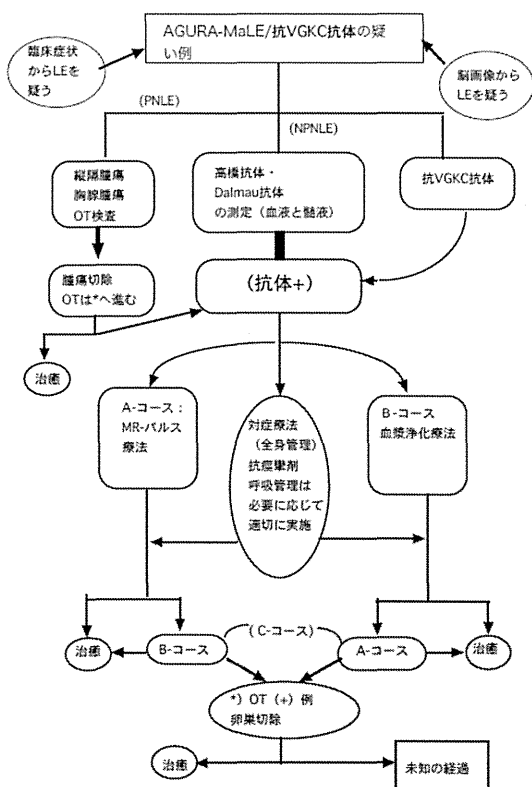 AGURA-MaLE/抗VGKC抗体の疑
い例
臨床症状
からLEを
疑う
脳画像から
LEを疑う
(PNLE)
(NPNLE)
縦隔腫瘍
胸腺腫瘍
OT検査
高橋抗体・
Dalmau抗体
の測定（血液と髄液）
抗VGKC抗体
腫瘍切除
OTは*へ進む
（抗体+）
治癒
A-コース：
MR-パルス
療法
対症療法
（全身管理）
抗痙攣剤
呼吸管理は
必要に応じて
適切に実施
B-コース
血漿浄化療法
治癒
B-コース
(C-コース)
A-コース
治癒
*）OT（+）例
卵巣切除
治癒
未知の経過